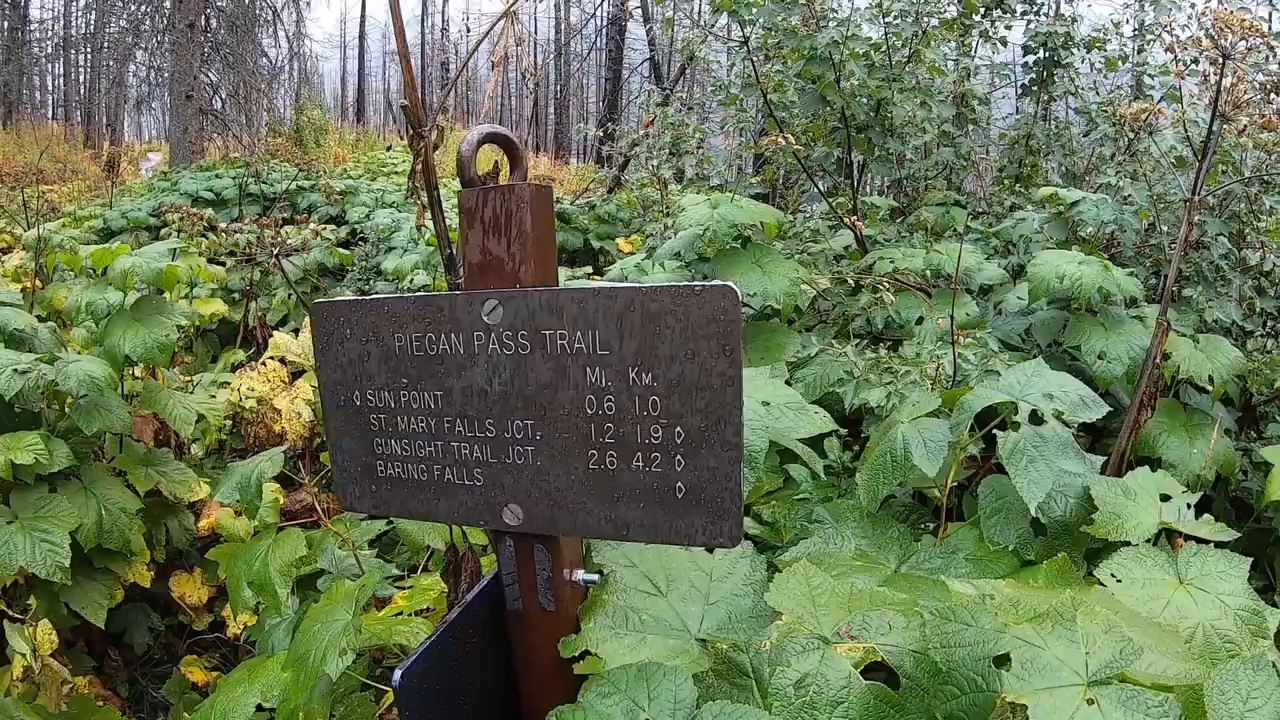 PIEGAN PASS TRAIL
MI. KM.
◊ SUN POINT 0.6 1.0
ST. MARY FALLS JCT. 1.2 1.9 ◊
GUNSIGHT TRAIL JCT. 2.6 4.2 ◊
BARING FALLS ◊